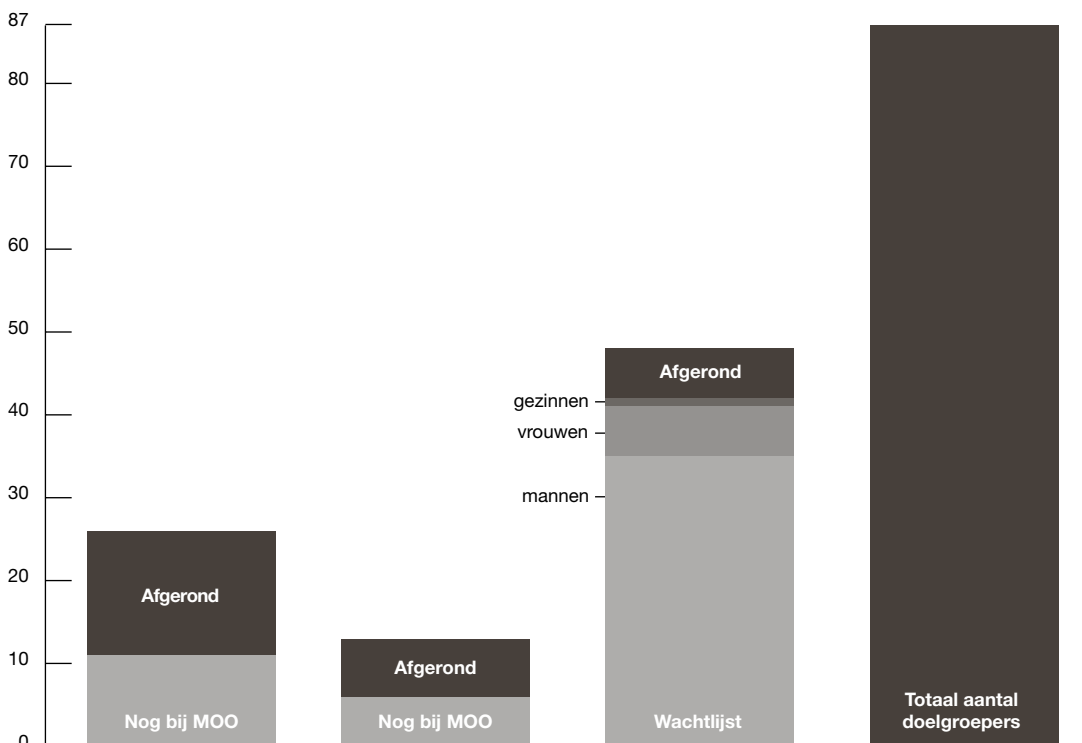 87
80
70
60
50
40
30
20
10
0
Afgerond
Nog bij MOO
Afgerond
Nog bij MOO
Afgerond
gezinnen
vrouwen
mannen
Wachtlijst
Totaal aantal
doelgroepers